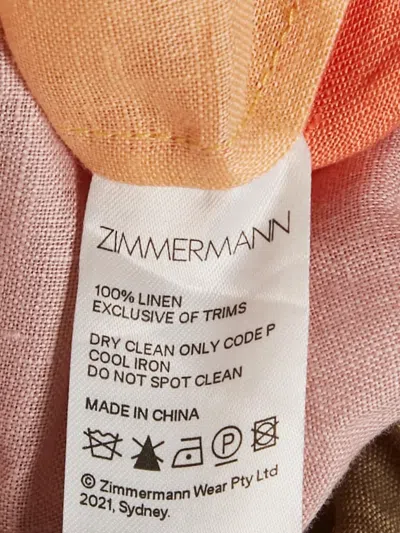 ZIMMERMANN
100% LINEN
EXCLUSIVE OF TRIMS
DRY CLEAN ONLY CODE P
COOL IRON
DO NOT SPOT CLEAN
MADE IN CHINA
P
© Zimmermann Wear Pty Ltd
2021, Sydney.